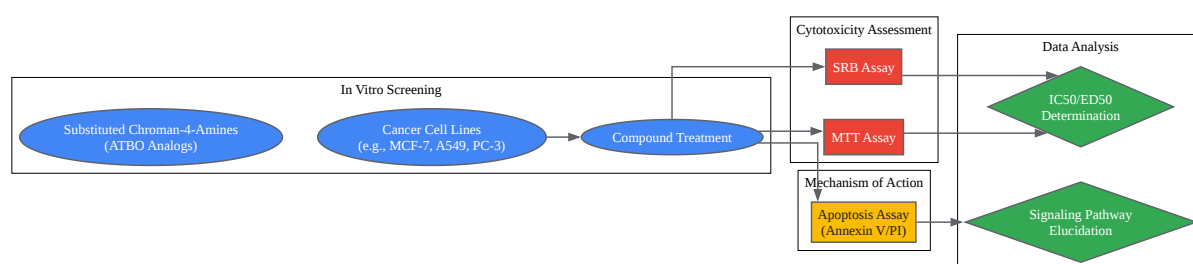 Cytotoxicity Assessment
SRB Assay
MTT Assay
Data Analysis
IC50/ED50
Determination
Signaling Pathway
Elucidation
In Vitro Screening
Substituted Chroman-4-Amines
(ATBO Analogs)
Cancer Cell Lines
(e.g., MCF-7, A549, PC-3)
Compound Treatment
Mechanism of Action
Apoptosis Assay
(Annexin V/PI)